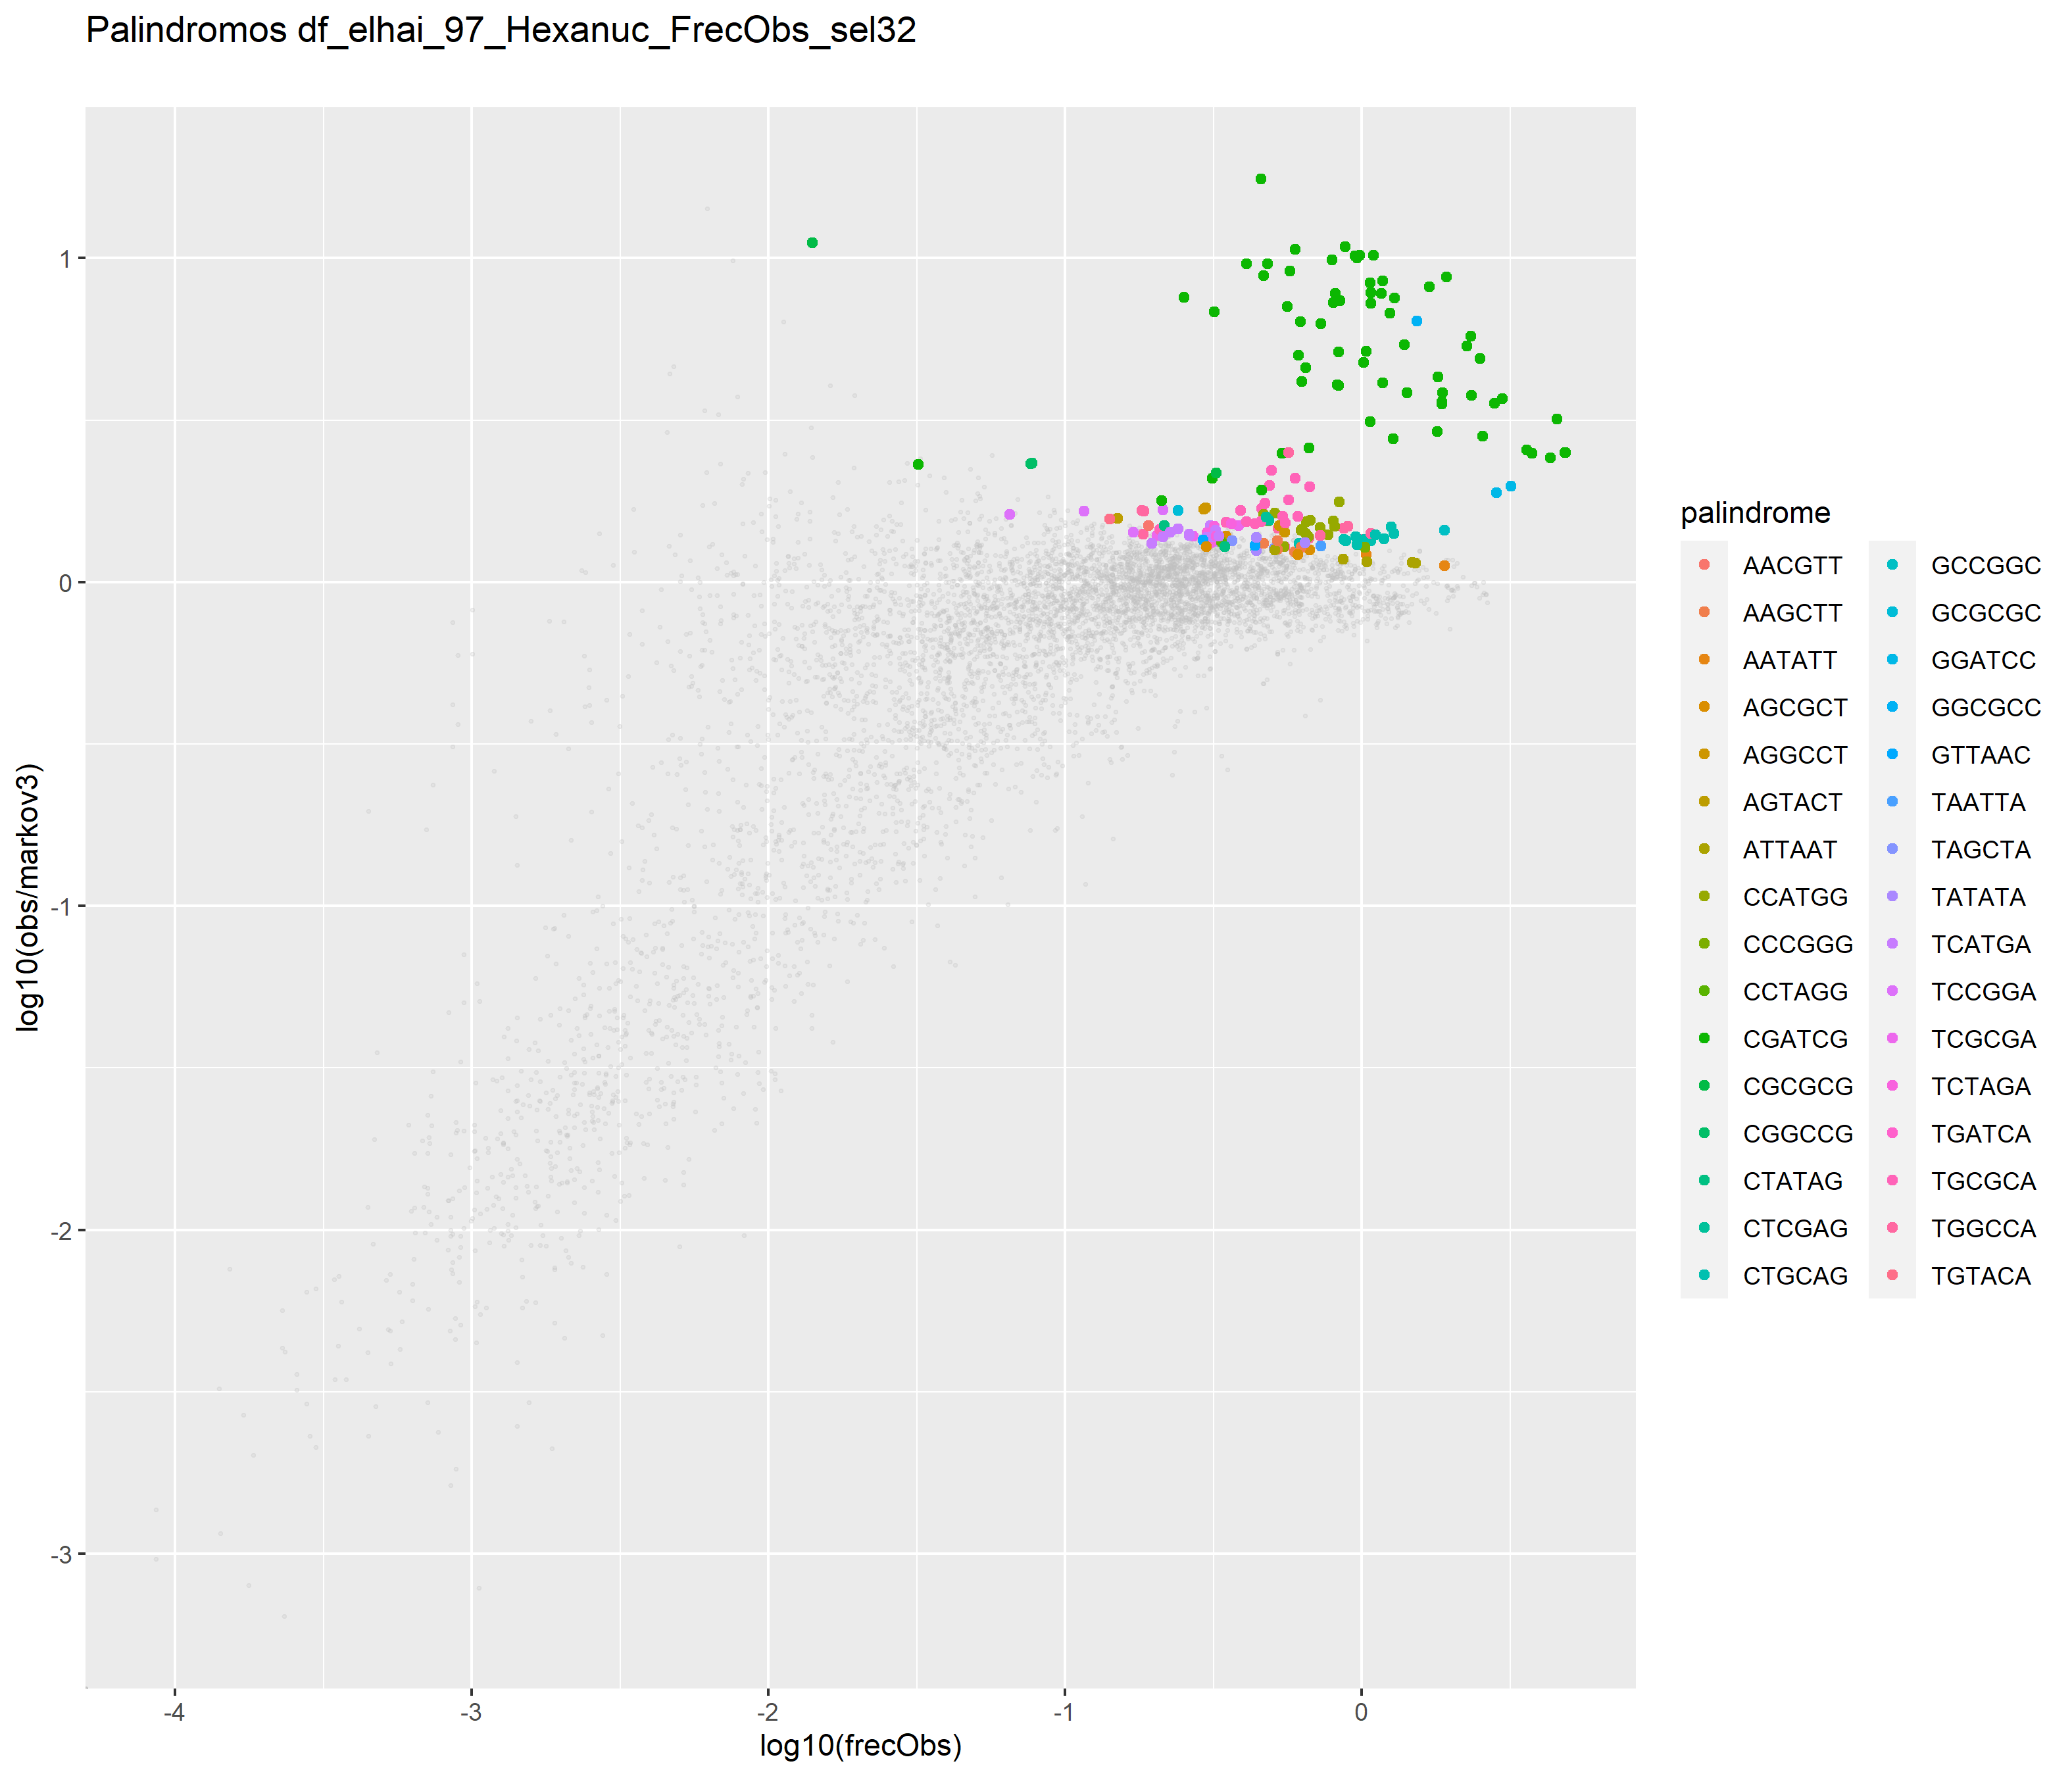 Palindromos df_elhai_97_Hexanuc_FrecObs_sel32
log10(obs/markov3)
1
0
-1
-2
-3
-4
-3
-2
-1
0
log10(frecObs)
palindrome
AACGTT
AAGCTT
AATATT
AGCGCT
AGGCCT
AGTACT
ATTAAT
CCATGG
CCCGGG
CCTAGG
CGATCG
CGCGCG
CGGCCG
CTATAG
CTCGAG
CTGCAG
GCCGGC
GCGCGC
GGATCC
GGCGCC
GTTAAC
TAATTA
TAGCTA
TATATA
TCATGA
TCCGGA
TCGCGA
TCTAGA
TGATCA
TGCGCA
TGGCCA
TGTACA